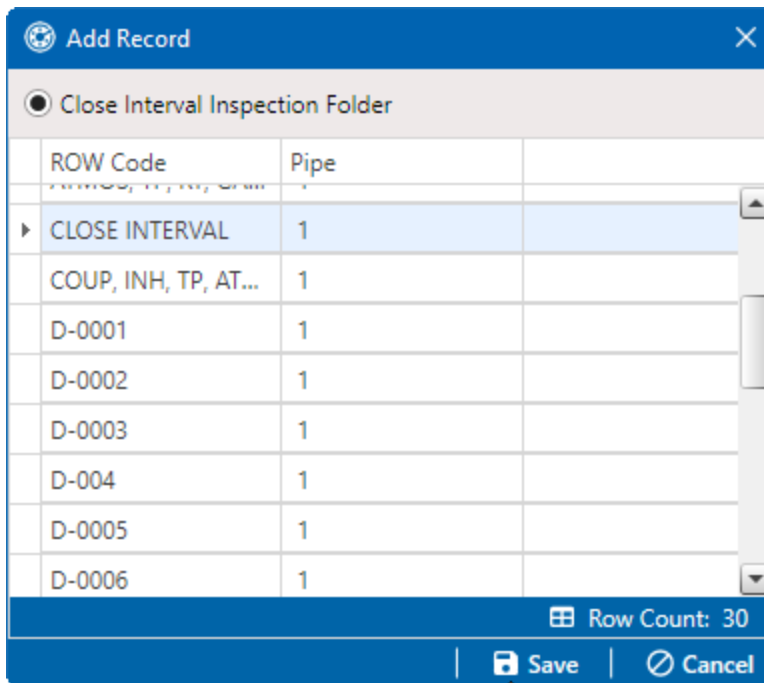 Add Record
Close Interval Inspection Folder
ROW Code Pipe
CLOSE INTERVAL 1
COUP, INH, TP, AT... 1
D-0001 1
D-0002 1
D-0003 1
D-004 1
D-0005 1
D-0006 1
Row Count: 30
Save Cancel